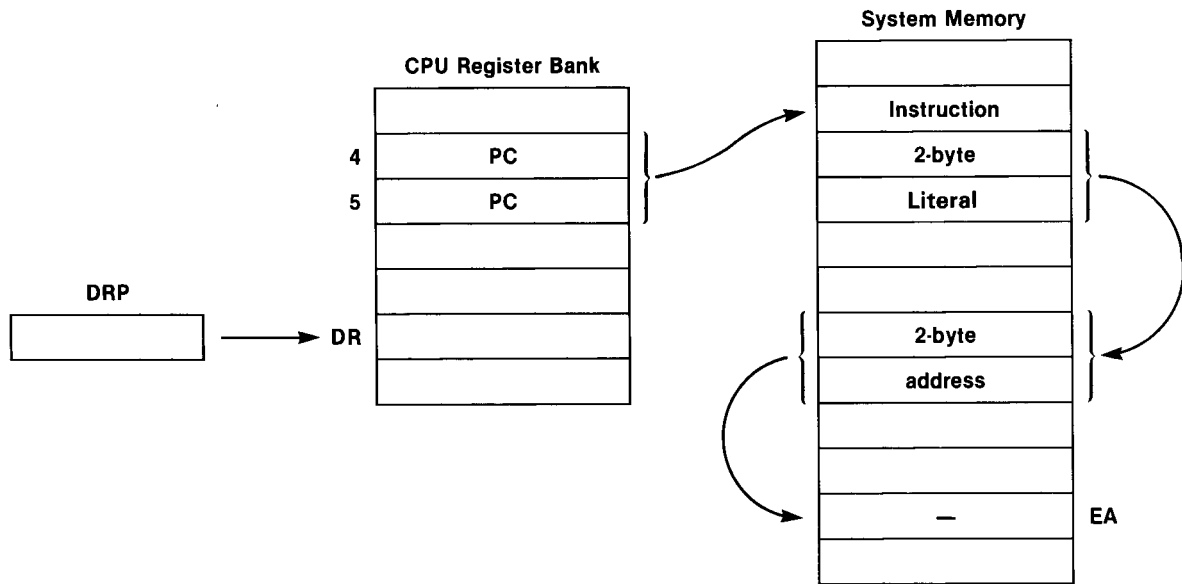 System Memory
CPU Register Bank
Instruction
4 PC 2-byte
5 PC Literal
DRP
DR 2-byte
address
— EA